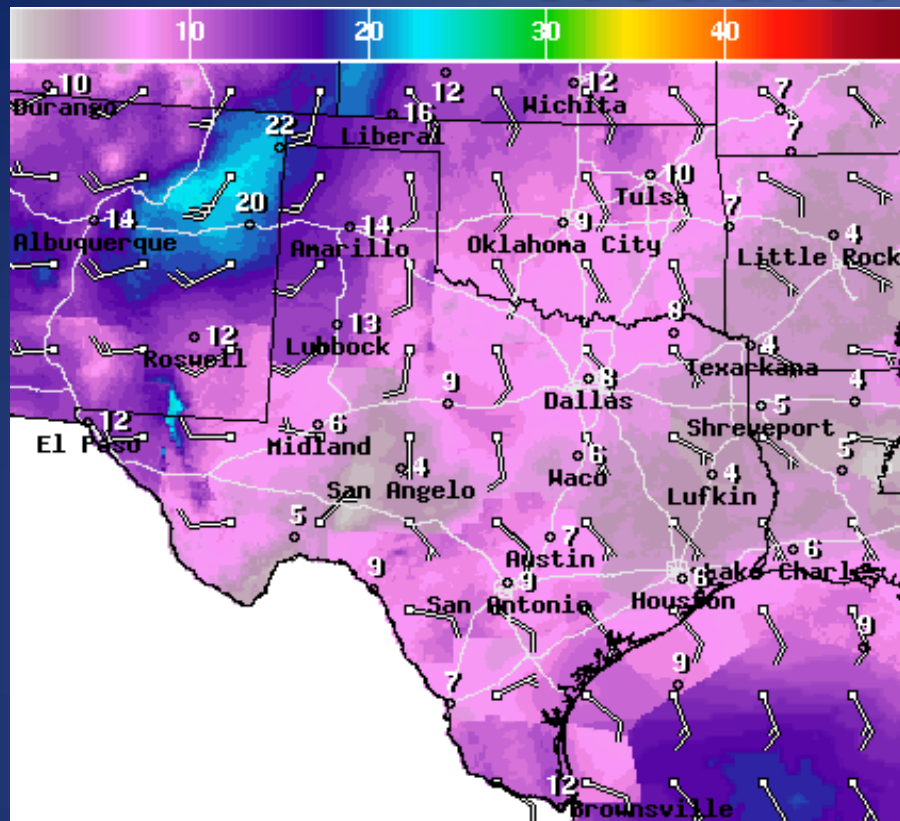 10 20 30 40
10 12 12 7
Durango Wichita
16
Liberal
22 7
10
Tulsa
20
14 14 9 7 4
Albuquerque Amarillo Oklahoma City
Little Rock
12 13 8
Roswell Lubbock 4
Texarkana
9 8 4
Dallas
12 6 5
El Paso Midland Shreveport
6 5
4 Waco 4
San Angelo Lufkin
5 7 6
Austin Lake Charles
9 9 6
San Antonio Houston
9
9
7
12
Brownsville